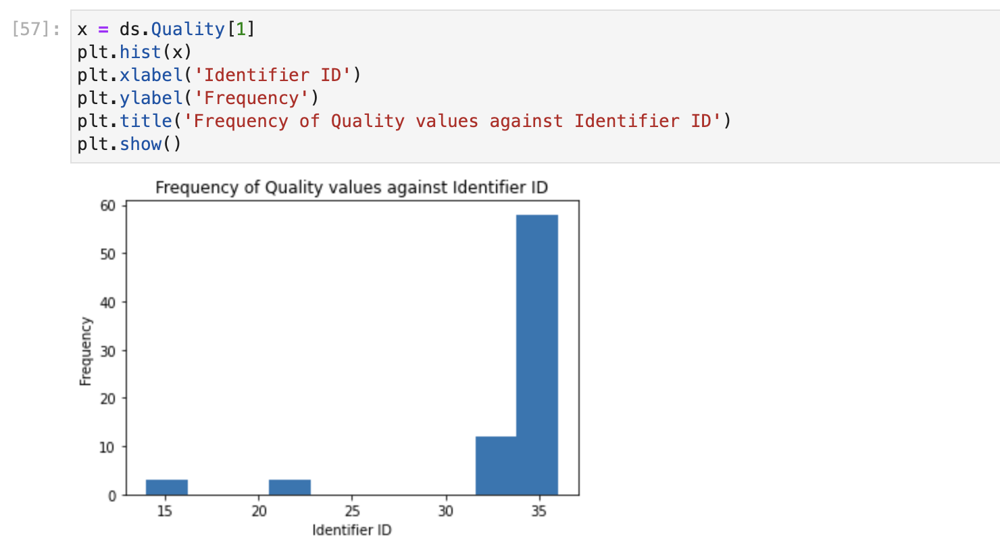 [57]:
x = ds.Quality[1]
plt.hist(x)
plt.xlabel('Identifier ID')
plt.ylabel('Frequency')
plt.title('Frequency of Quality values against Identifier ID')
plt.show()
Frequency of Quality values against Identifier ID
60
50
40
30
20
10
0
Frequency
15 20 25 30 35
Identifier ID